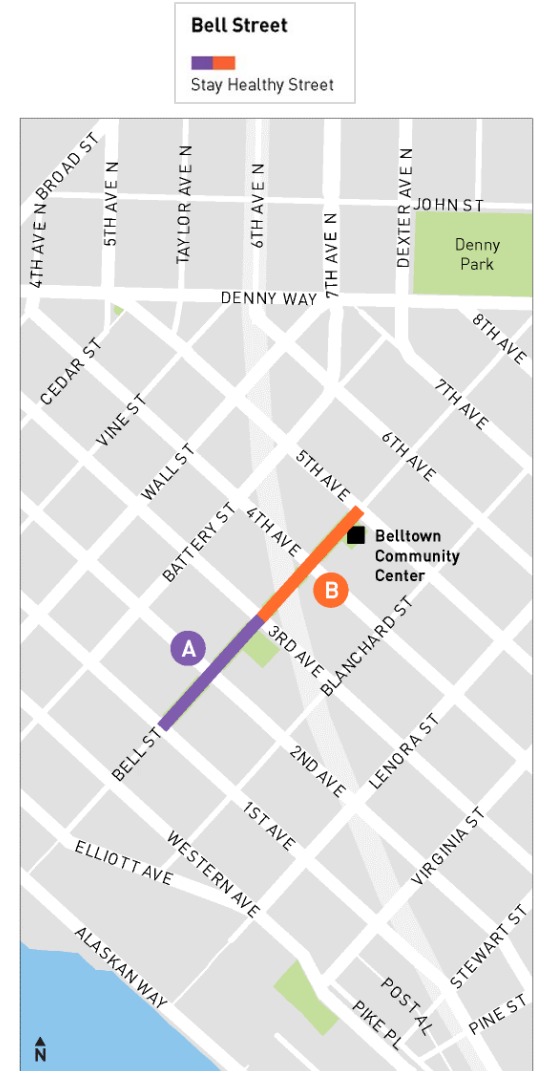 Bell Street
Stay Healthy Street
BROAD ST
4TH AVE N
5TH AVE N
TAYLOR AVE N
6TH AVE N
7TH AVE N
DEXTER AVE N
JOHN ST
Denny
Park
DENNY WAY
8TH AVE
CEDAR ST
VINE ST
7TH AVE
WALL ST
6TH AVE
5TH AVE
BATTERY ST
4TH AVE
Belltown
Community
Center
B
A
3RD AVE
BLANCHARD ST
BELL ST
2ND AVE
LENORA ST
1ST AVE
VIRGINIA ST
ELLIOTT AVE
WESTERN AVE
STEWART ST
ALASKAN WAY
POST AL
PIKE PL
PINE ST
N